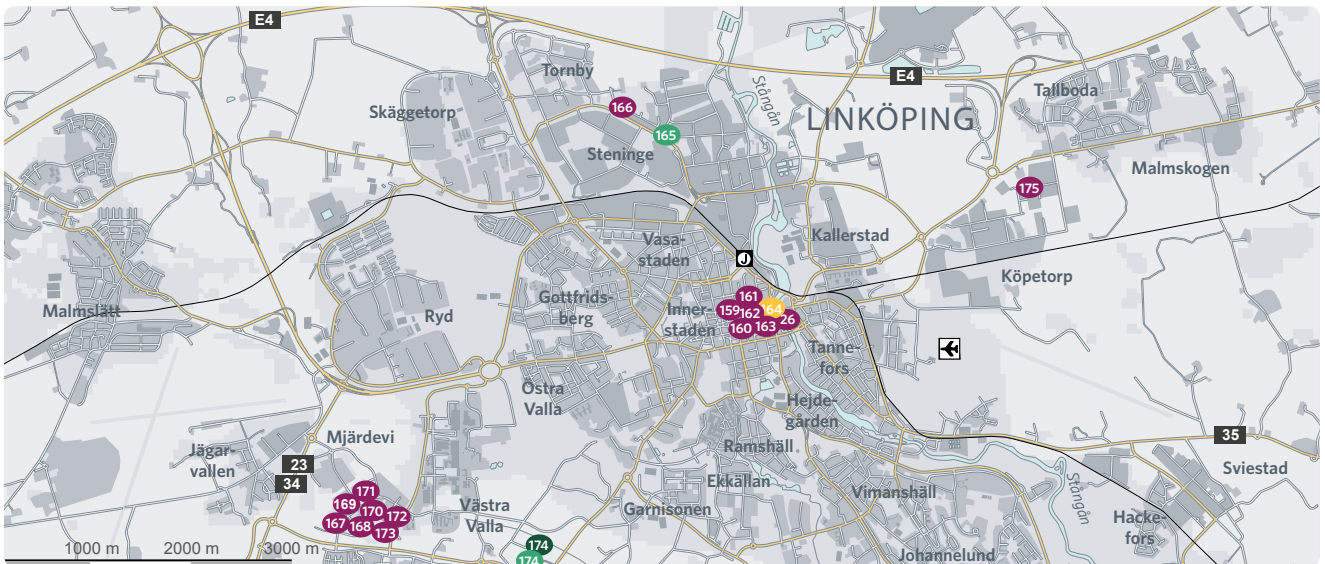 E4
Tornby
E4
Stångån
Tallboda
166
Skäggetorp
LINKÖPING
165
Steninge
Malmskogen
175
Vasa-
staden
Kallerstad
J
Köpetorp
Gottfrids-
berg
161
Malmslätt
Ryd
Inner-
staden
159
162
164
26
160
163
Tanne-
fors
Östra
Valla
Hejde-
gården
Mjärdevi
Ramshäll
35
Jägar-
vallen
23
34
Sviestad
Ekkällan
171
Vimanshäll
Stångån
169
170
Västra
Valla
Garnisonen
167
168
172
173
Hacke-
fors
174
174
Johannelund
1000 m
2000 m
3000 m